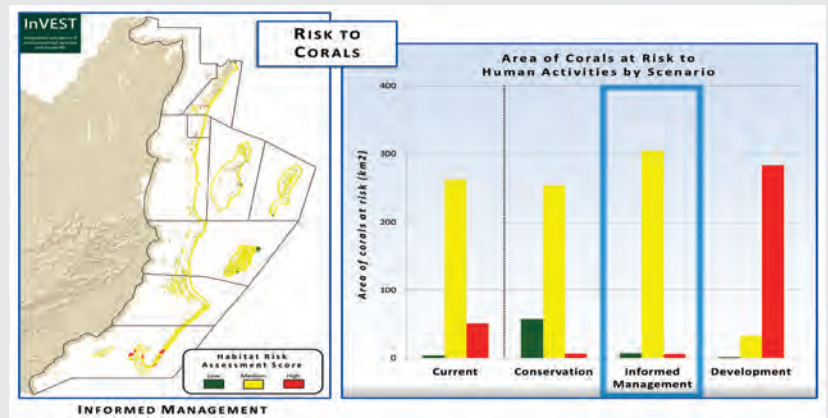 InVEST
RISK TO
CORALS
Habitat Risk
Assessment Score
Low
Medium
High
INFORMED MANAGEMENT
Area of Corals at Risk to
Human Activities by Scenario
Area of corals at risk (km2)
400
300
200
100
0
Current
Conservation
Informed
Management
Development